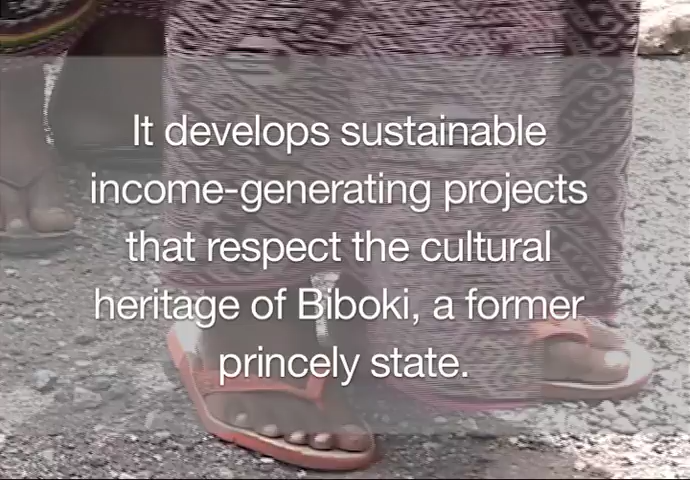 It develops sustainable
income-generating projects
that respect the cultural
heritage of Biboki, a former
princely state.